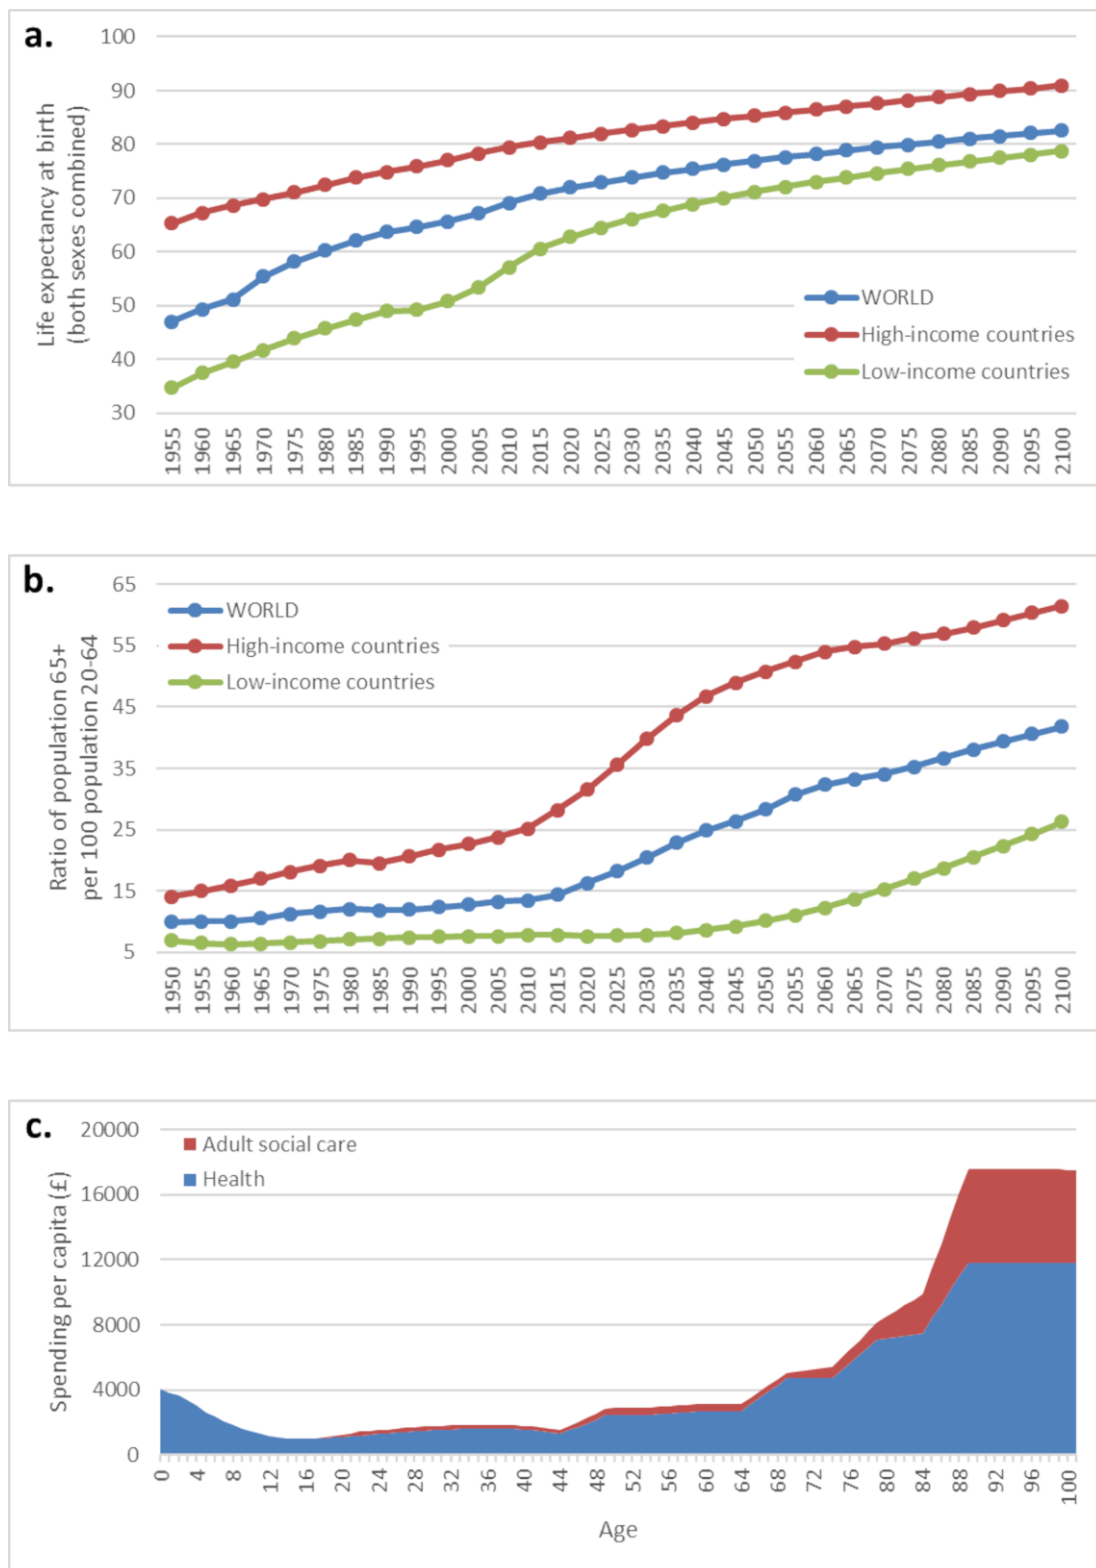 a.
100
90
80
70
60
50
40
30
Life expectancy at birth
(both sexes combined)
WORLD
High-income countries
Low-income countries
1955 1960 1965 1970 1975 1980 1985 1990 1995 2000 2005 2010 2015 2020 2025 2030 2035 2040 2045 2050 2055 2060 2065 2070 2075 2080 2085 2090 2095 2100
b.
65
55
45
35
25
15
5
Ratio of population 65+
per 100 population 20-64
WORLD
High-income countries
Low-income countries
1950 1955 1960 1965 1970 1975 1980 1985 1990 1995 2000 2005 2010 2015 2020 2025 2030 2035 2040 2045 2050 2055 2060 2065 2070 2075 2080 2085 2090 2095 2100
c.
20000
16000
12000
8000
4000
0
Spending per capita (£)
Adult social care
Health
0 4 8 12 16 20 24 28 32 36 40 44 48 52 56 60 64 68 72 76 80 84 88 92 96 100
Age